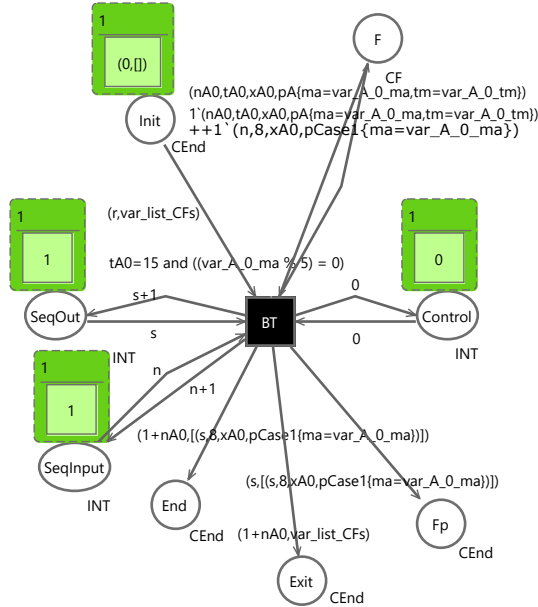 1
(0,[])
Init
CEnd
F
CF
(nA0,tA0,xA0,pA{ma=var_A_0_ma,tm=var_A_0_tm})
1`(nA0,tA0,xA0,pA{ma=var_A_0_ma,tm=var_A_0_tm})
++1`(n,8,xA0,pCase1{ma=var_A_0_ma})
(r,var_list_CFs)
1
1
SeqOut
INT
tA0=15 and ((var_A_0_ma % 5) = 0)
1
0
Control
INT
s+1
s
BT
0
0
1
1
SeqInput
INT
n
n+1
(1+nA0,[(s,8,xA0,pCase1{ma=var_A_0_ma})])
(s,[(s,8,xA0,pCase1{ma=var_A_0_ma})])
End
CEnd
(1+nA0,var_list_CFs)
Fp
CEnd
Exit
CEnd